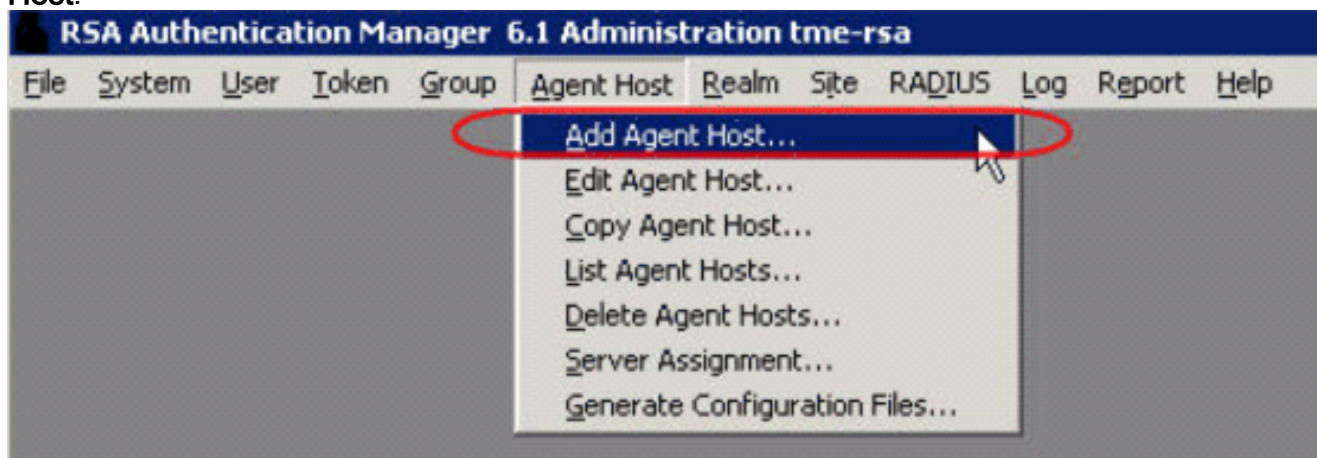 Host.
RSA Authentication Manager 6.1 Administration tme-rsa
File System User Token Group Agent Host Realm Site RADIUS Log Report Help
Add Agent Host...
Edit Agent Host...
Copy Agent Host...
List Agent Hosts...
Delete Agent Hosts...
Server Assignment...
Generate Configuration Files...